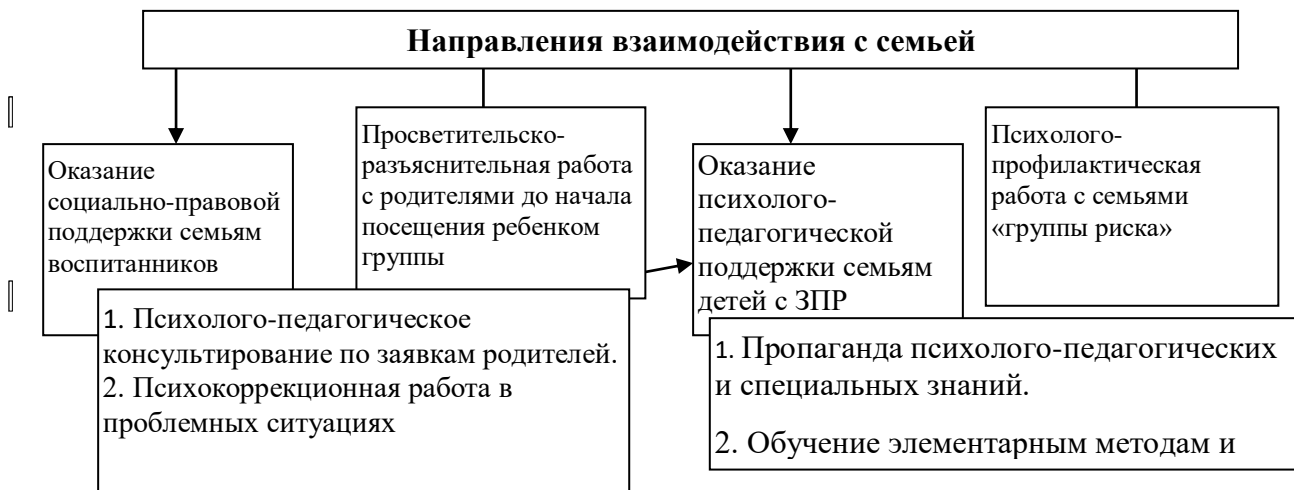 Направления взаимодействия с семьей
Оказание
социально-правовой
поддержки семьям
воспитанников
Просветительско-
разъяснительная работа
с родителями до начала
посещения ребенком
группы
Оказание
психолого-
педагогической
поддержки семьям
детей с ЗПР
Психолого-
профилактическая
работа с семьями
«группы риска»
1. Психолого-педагогическое
консультирование по заявкам родителей.
2. Психокоррекционная работа в
проблемных ситуациях
1. Пропаганда психолого-педагогических
и специальных знаний.
2. Обучение элементарным методам и